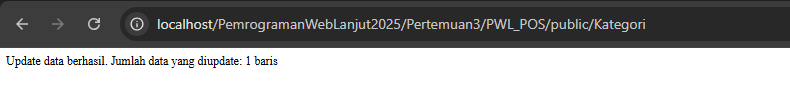 localhost/PemrogramanWebLanjut2025/Pertemuan3/PWL_POS/public/Kategori
Update data berhasil. Jumlah data yang diupdate: 1 baris